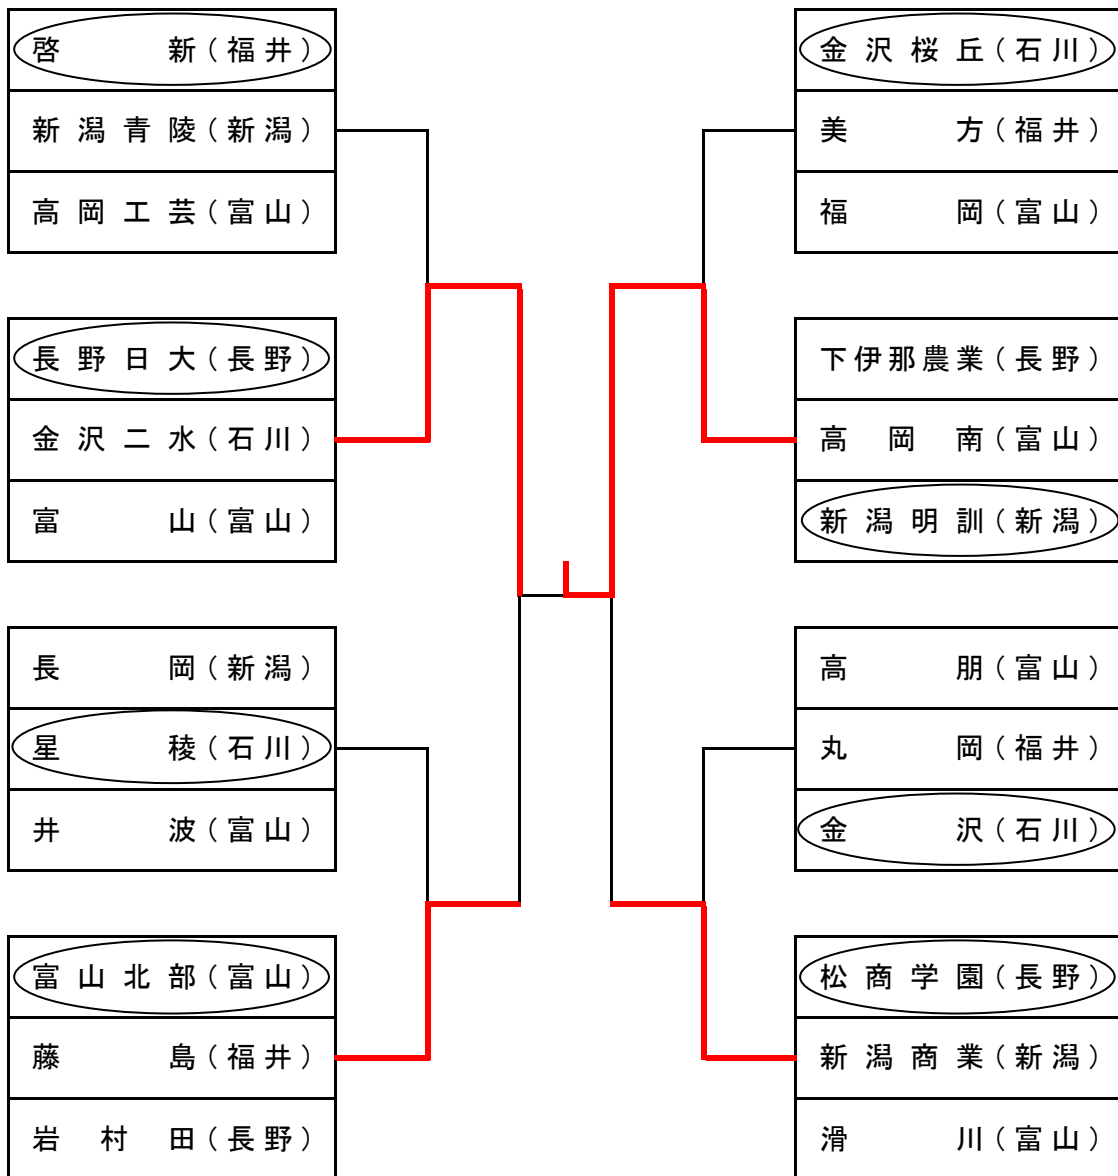 啓新（福井）
新潟青陵（新潟）
高岡工芸（富山）
長野日大（長野）
金沢二水（石川）
富山（富山）
長岡（新潟）
星稜（石川）
井波（富山）
富山北部（富山）
藤島（福井）
岩村田（長野）
金沢桜丘（石川）
美方（福井）
福岡（富山）
下伊那農業（長野）
高岡南（富山）
新潟明訓（新潟）
高朋（富山）
丸岡（福井）
金沢（石川）
松商学園（長野）
新潟商業（新潟）
滑川（富山）